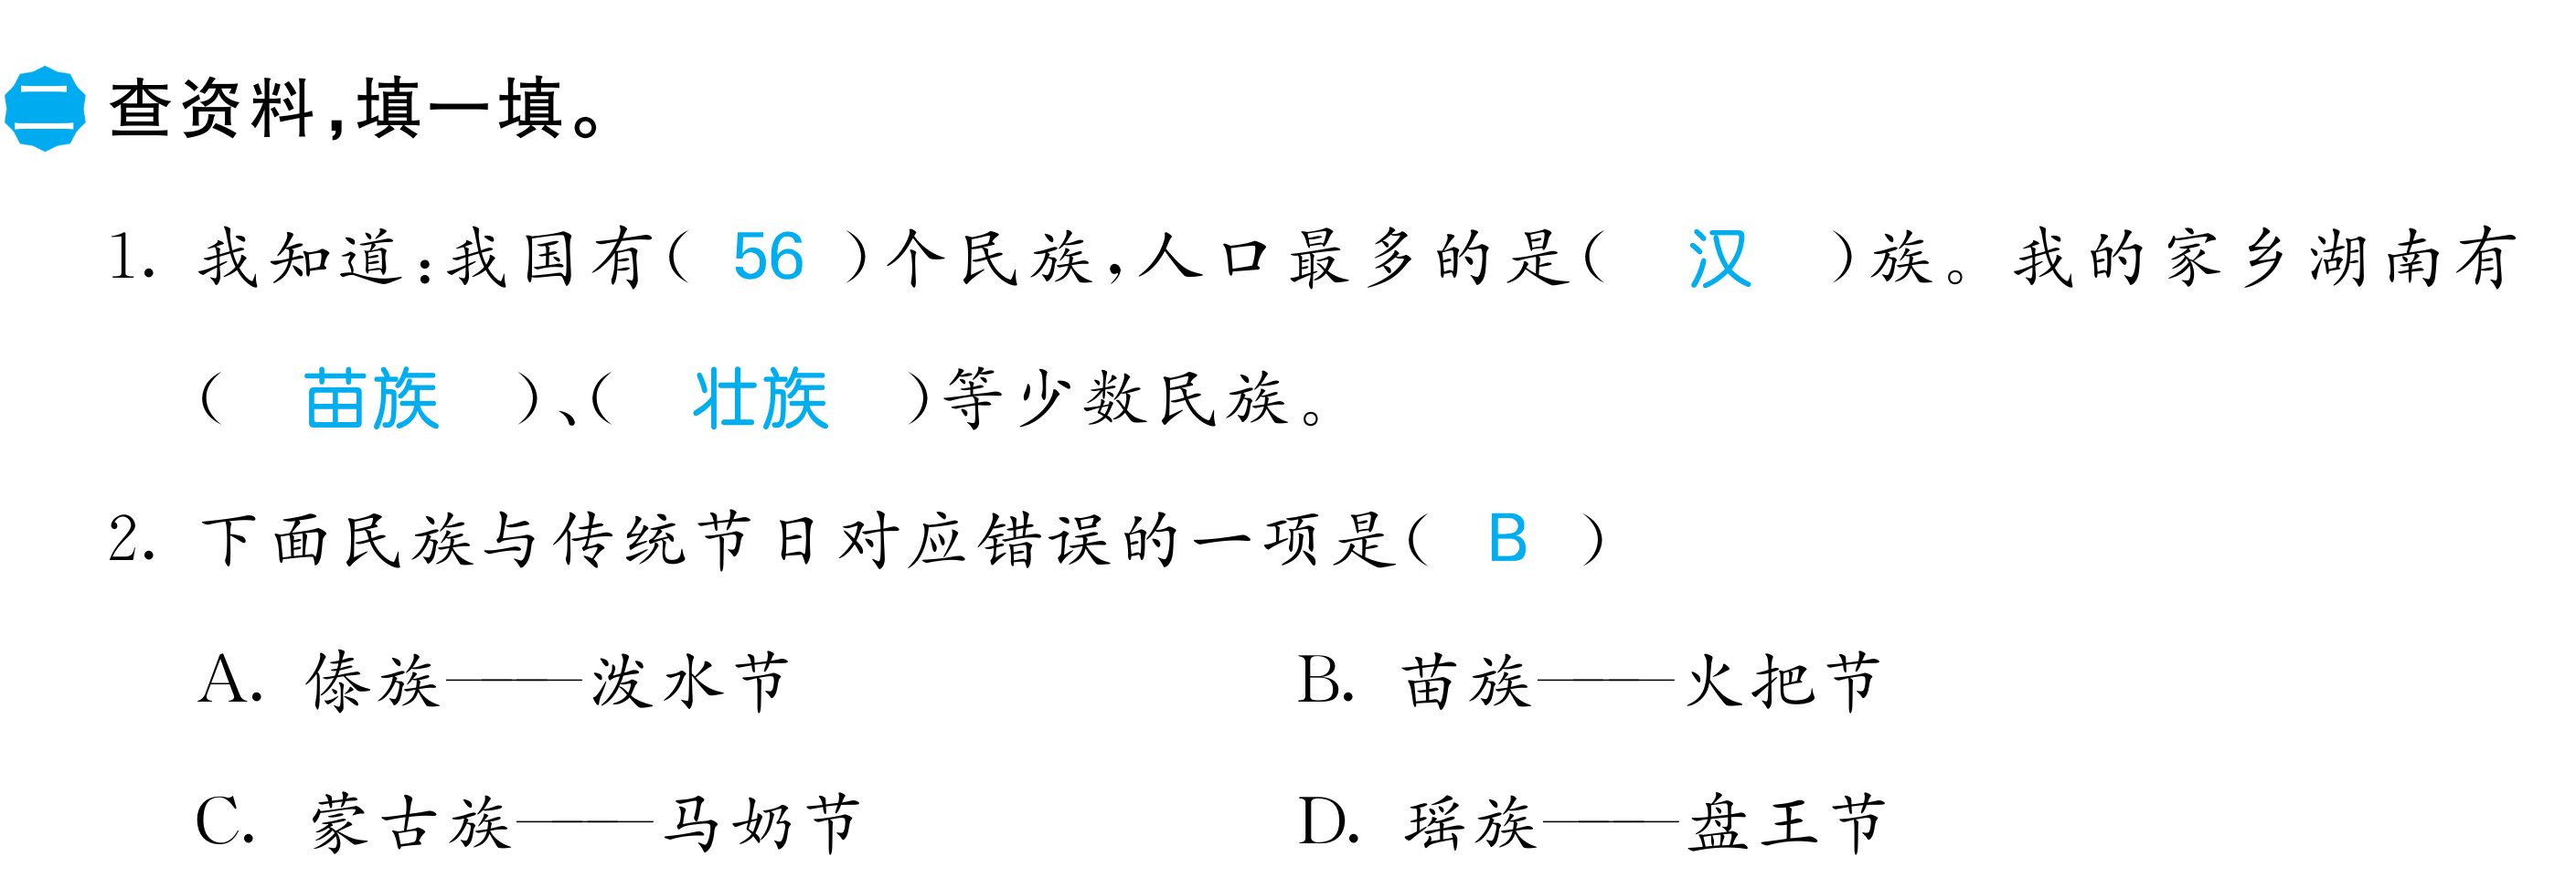 二 查资料,填一填。
1. 我知道:我国有( 56 )个民族,人口最多的是( 汉 )族。我的家乡湖南有
( 苗族 )、( 壮族 )等少数民族。
2. 下面民族与传统节日对应错误的一项是( B )
A. 傣族——泼水节 B. 苗族——火把节
C. 蒙古族——马奶节 D. 瑶族——盘王节